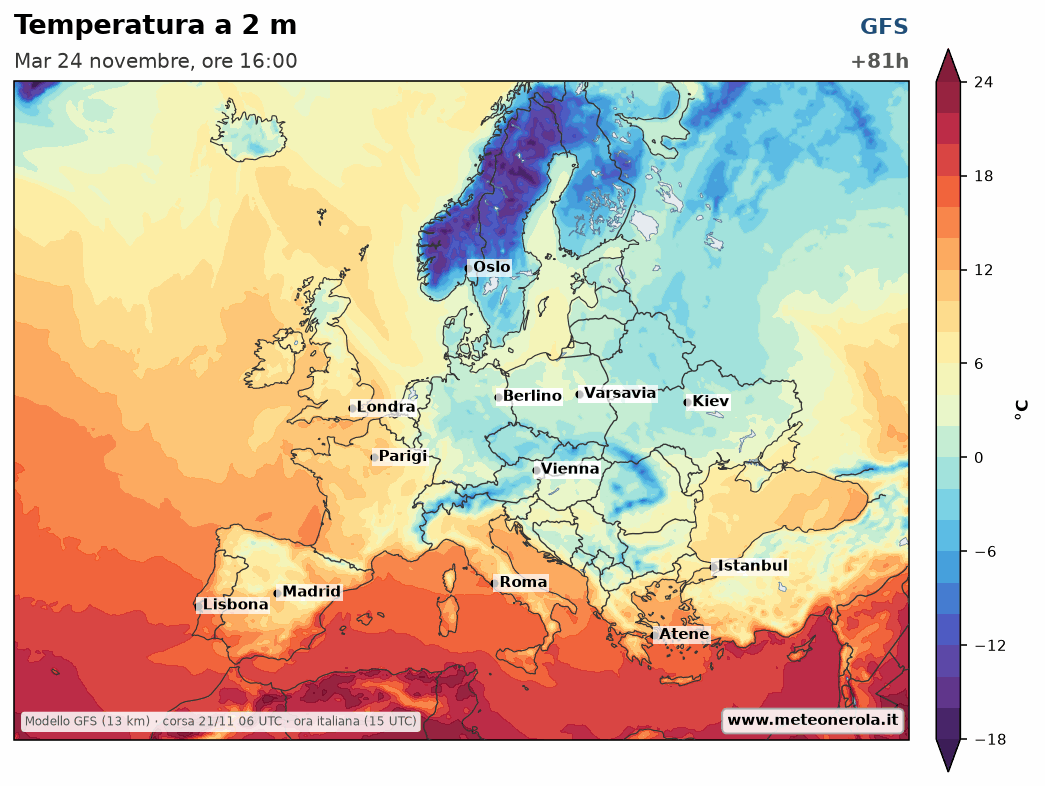 Temperatura a 2 m
GFS
Mar 24 novembre, ore 16:00
+81h
24
18
12
6
0
−6
−12
−18
°C
Oslo
Berlino
Varsavia
Kiev
Londra
Parigi
Vienna
Istanbul
Roma
Madrid
Lisbona
Atene
Modello GFS (13 km) · corsa 21/11 06 UTC · ora italiana (15 UTC)
www.meteonerola.it